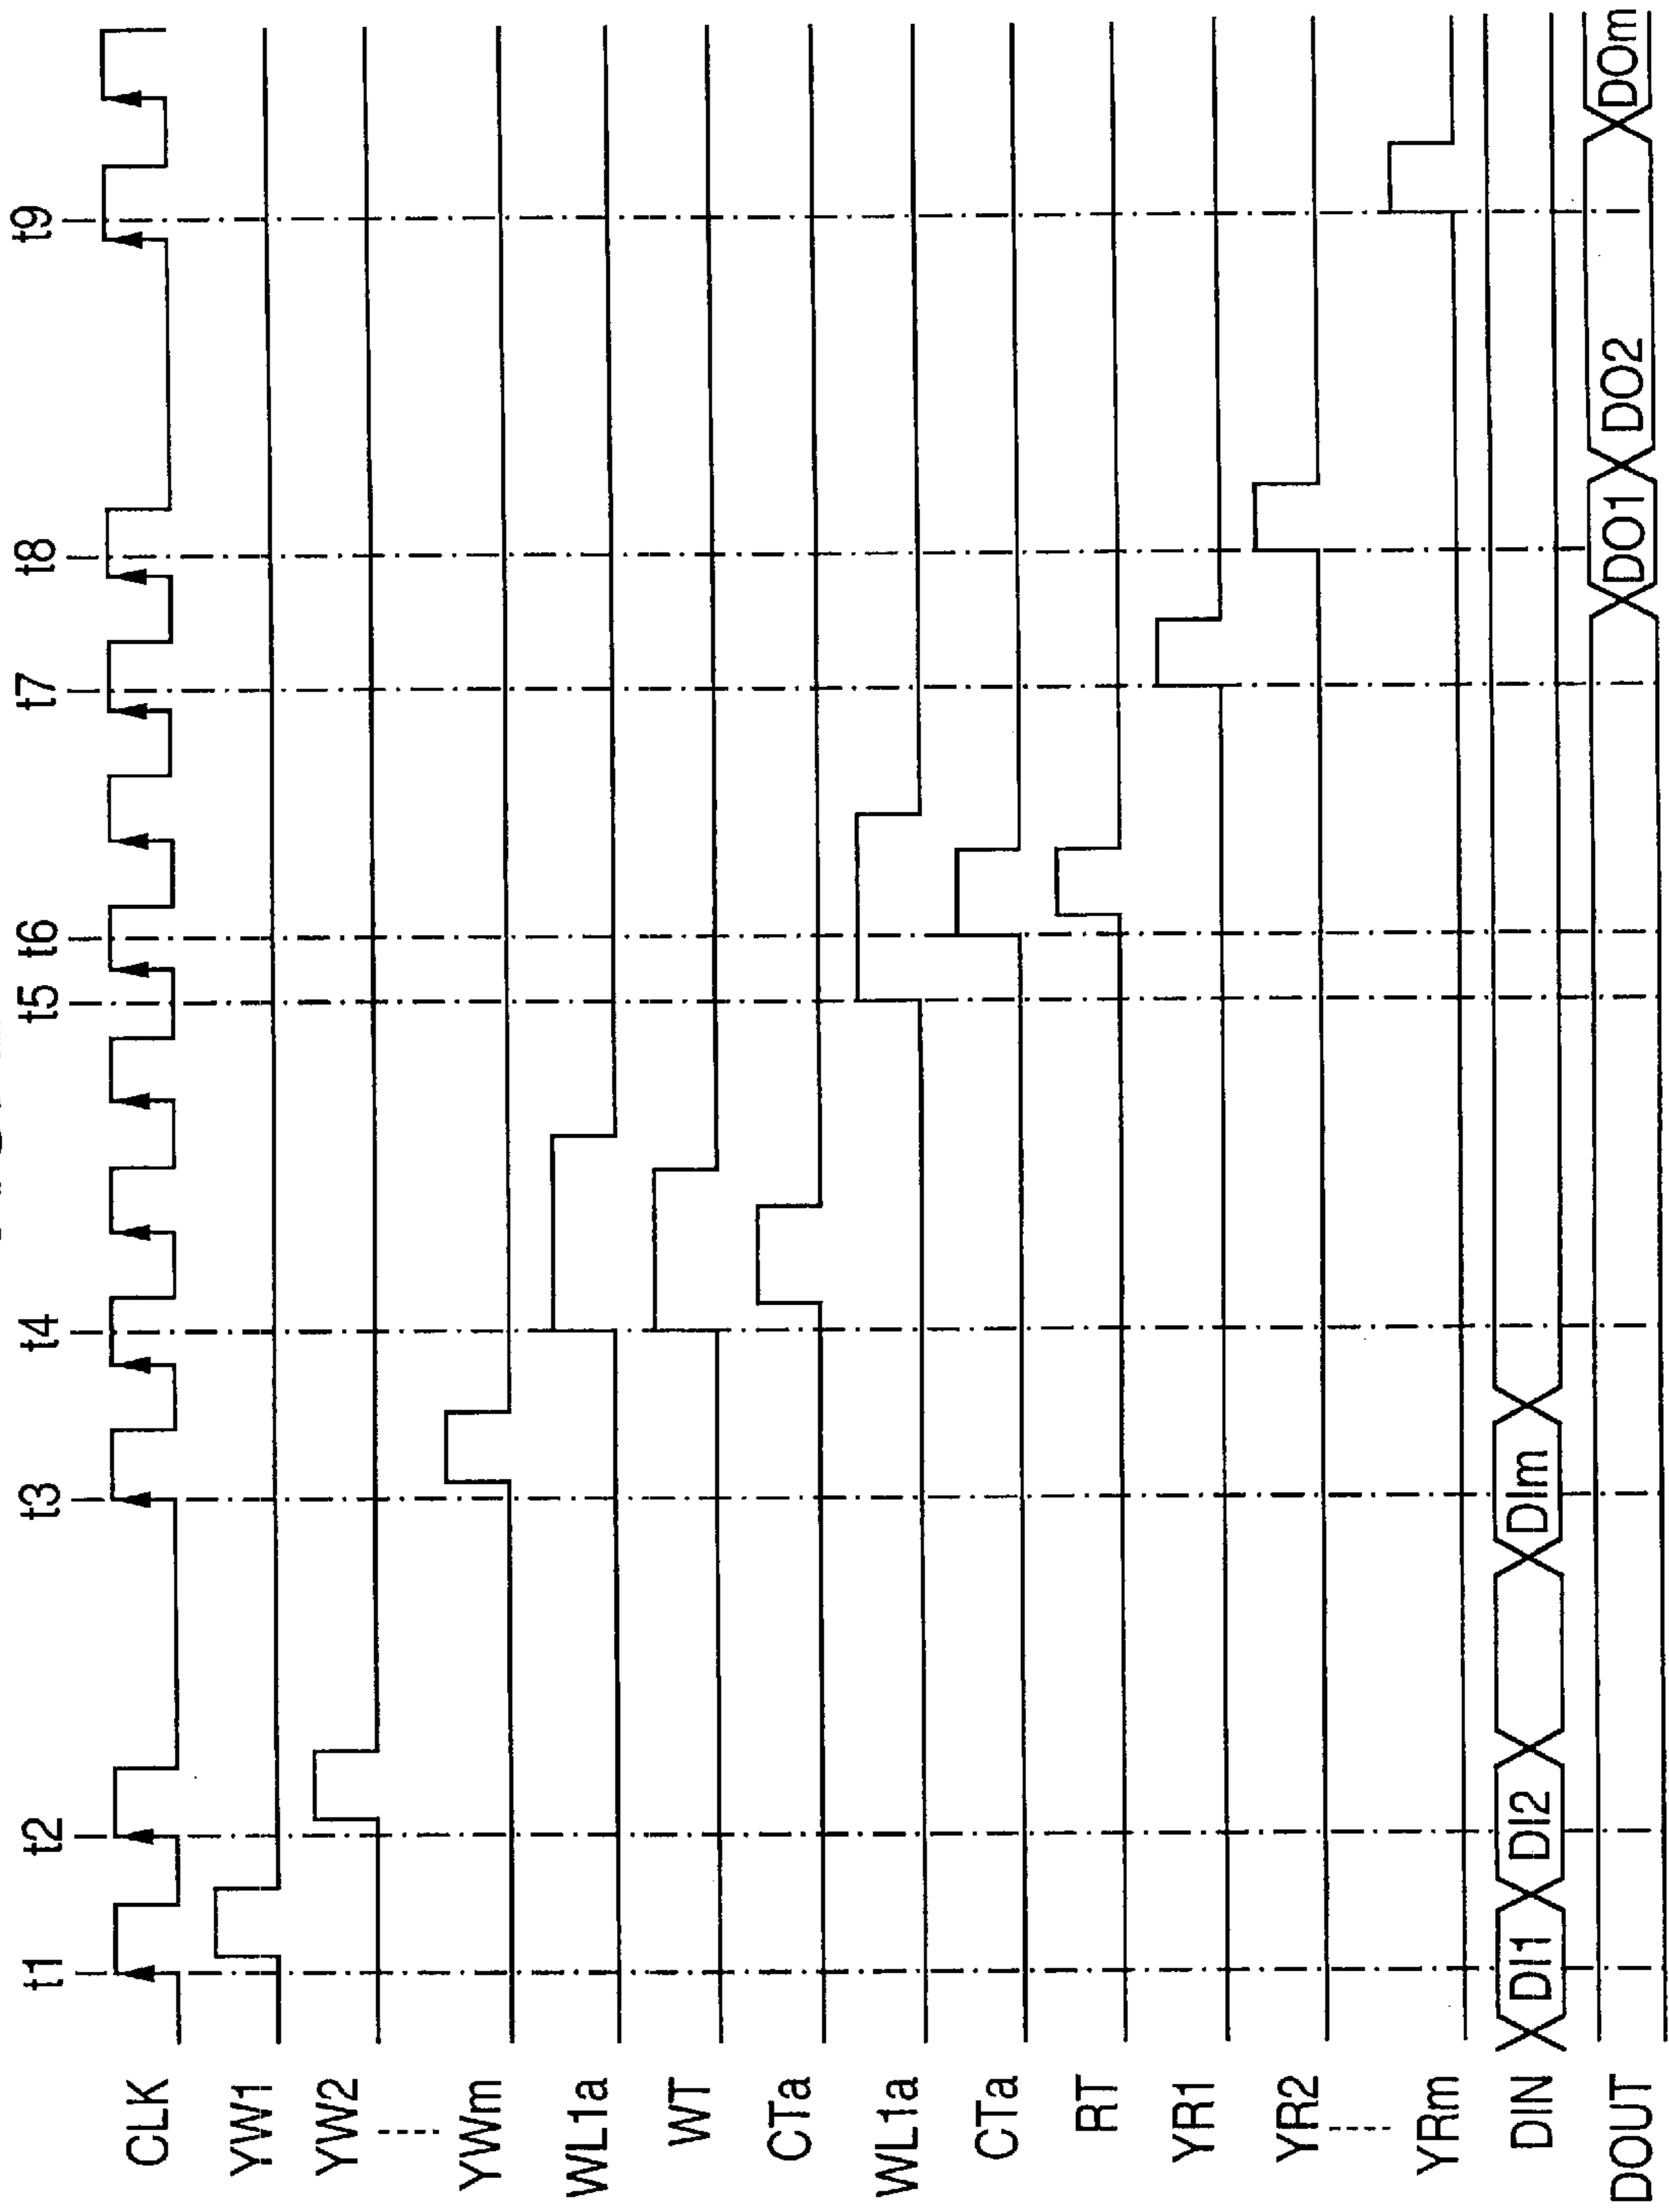 t1 t2 t3 t4 t5 t6 t7 t8 t9
CLK
YW1
YW2
YWm
WL1a
WT
CTa
WL1a
CTa
RT
YR1
YR2
YRm
DIN DI1 DI2 DIm
DOUT DO1 DO2 DOm